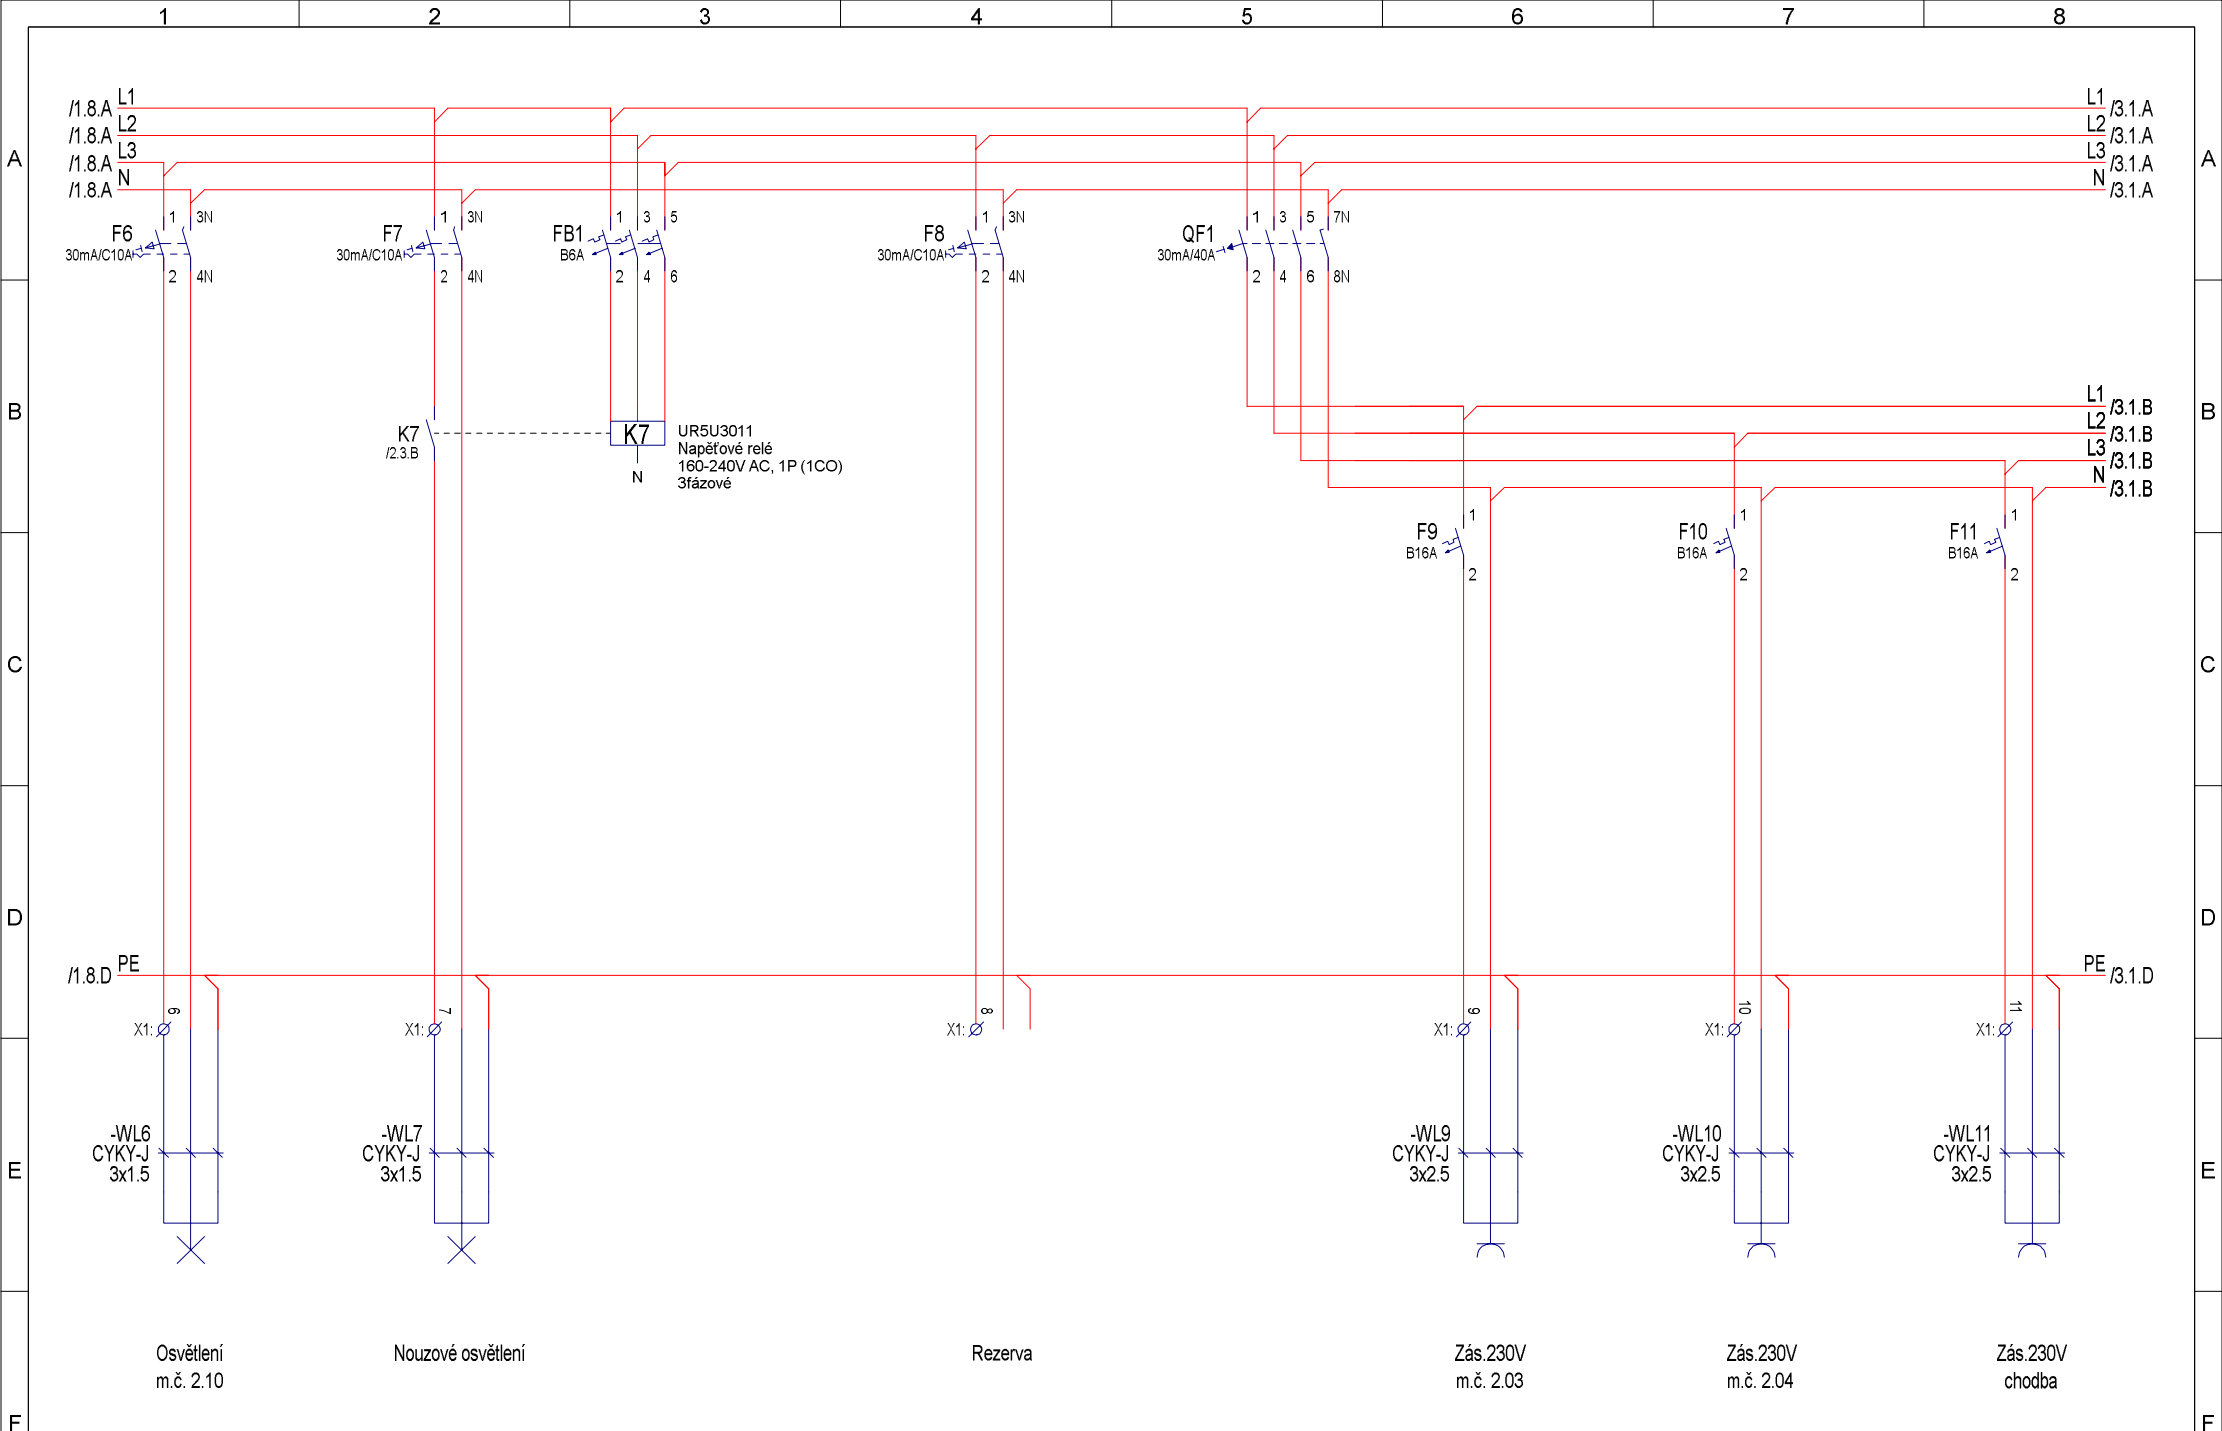 1 2 3 4 5 6 7 8
L1 L1
/1.8.A /3.1.A
L2 L2
/1.8.A /3.1.A
A L3 L3 A
/1.8.A /3.1.A
N N
/1.8.A /3.1.A
1 3N 1 3N 1 3 5 1 3N 1 3 5 7N
F6 F7 FB1 F8 QF1
30mA/C10A 30mA/C10A B6A 30mA/C10A 30mA/40A
2 4N 2 4N 2 4 6 2 4N 2 4 6 8N
L1
/3.1.B
B L2 B
K7 K7 UR5U3011 /3.1.B
/2.3.B Napěťové relé L3
160-240V AC, 1P (1CO) /3.1.B
N 3fázové N
/3.1.B
1 1 1
F9 F10 F11
B16A B16A B16A
2 2 2
C C
D D
PE PE
/1.8.D /3.1.D
6 7 8 9 10 11
X1: X1: X1: X1: X1: X1:
-WL6 -WL7 -WL9 -WL10 -WL11
CYKY-J CYKY-J CYKY-J CYKY-J CYKY-J
E 3x1.5 3x1.5 3x2.5 3x2.5 3x2.5 E
Osvětlení Nouzové osvětlení Rezerva Zás.230V Zás.230V Zás.230V
m.č. 2.10 m.č. 2.03 m.č. 2.04 chodba
F F